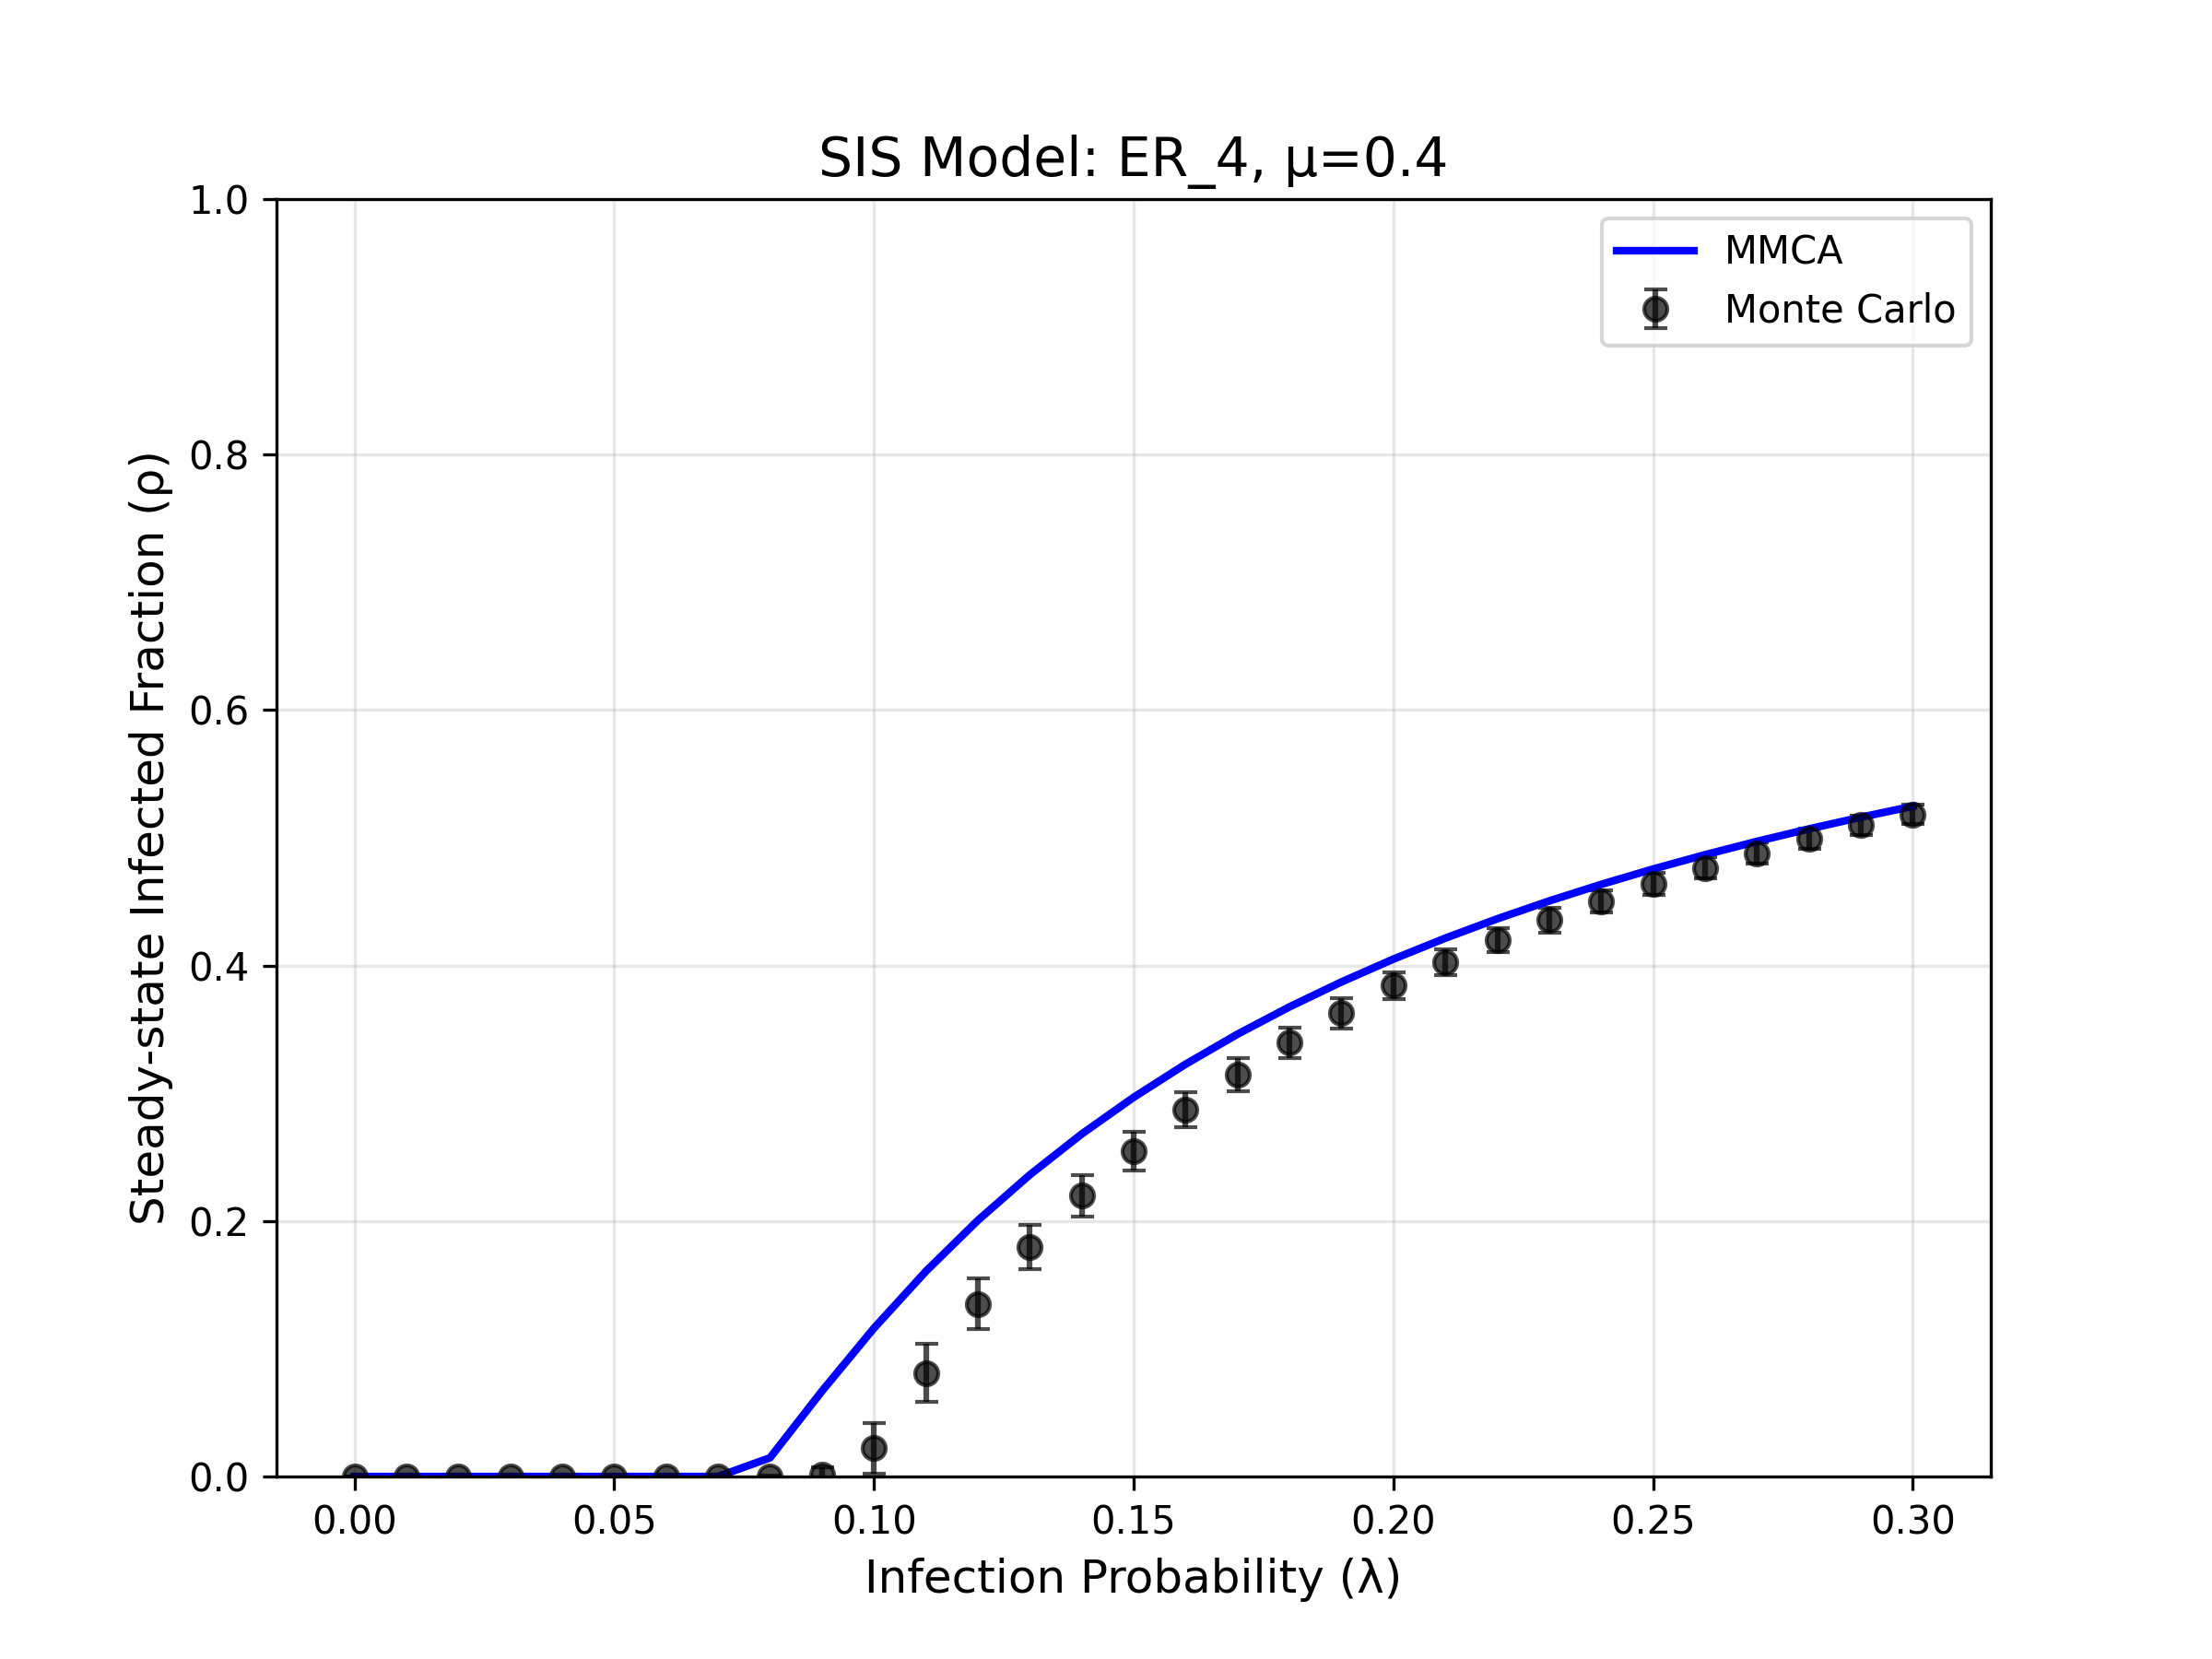 SIS Model: ER_4, μ=0.4
MMCA
Monte Carlo
Steady-state Infected Fraction (ρ)
1.0
0.8
0.6
0.4
0.2
0.0
0.00 0.05 0.10 0.15 0.20 0.25 0.30
Infection Probability (λ)